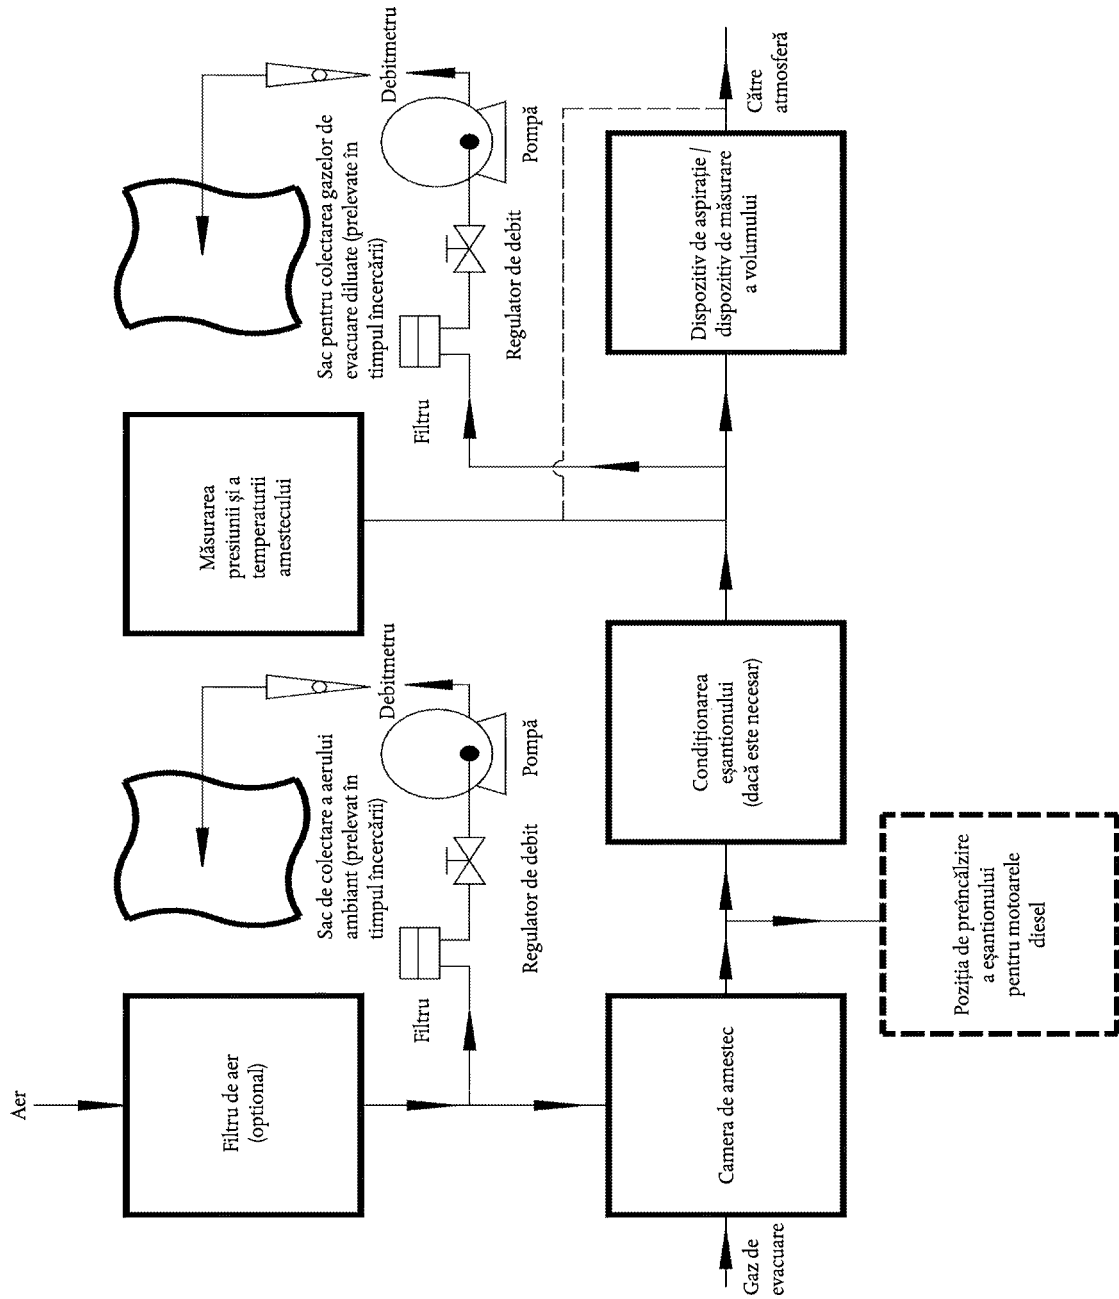 Aer
Filtru de aer
(optional)
Sac de colectare a aerului
ambiant (prelevat în
timpul încercării)
Debitmetru
Filtru
Regulator de debit
Pompă
Măsurarea
presiunii și a
temperaturii
amestecului
Sac pentru colectarea gazelor de
evacuare diluate (prelevate în
timpul încercării)
Debitmetru
Filtru
Regulator de debit
Pompă
Gaz de
evacuare
Camera de amestec
Condiționarea
eșantionului
(dacă este necesar)
Dispozitiv de aspirație /
dispozitiv de măsurare
a volumului
Către
atmosferă
Poziția de preîncălzire
a eșantionului
pentru motoarele
diesel